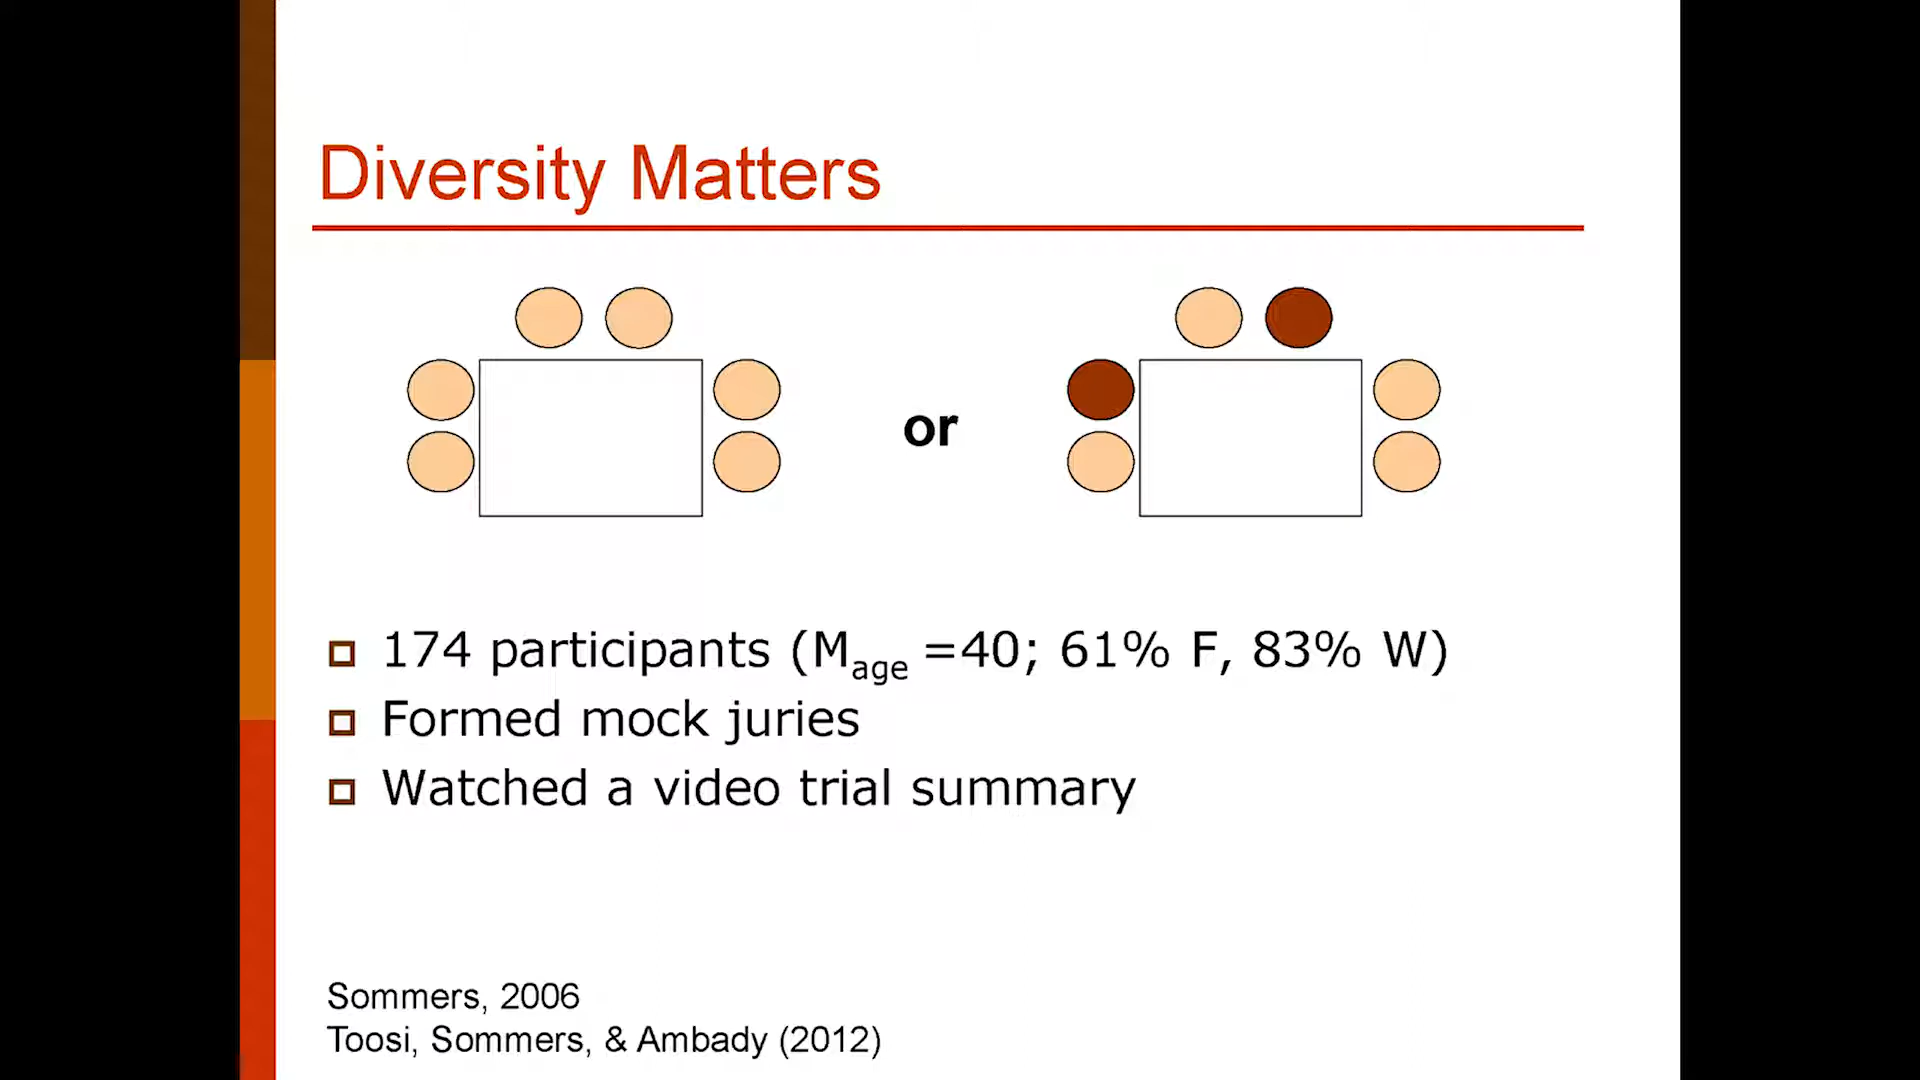 Diversity Matters
or
174 participants (Mage =40; 61% F, 83% W)
Formed mock juries
Watched a video trial summary
Sommers, 2006
Toosi, Sommers, & Ambady (2012)